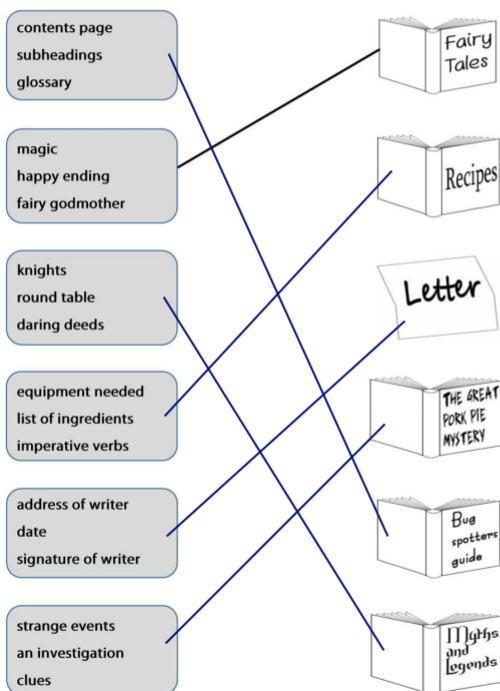 contents page
subheadings
glossary
magic
happy ending
fairy godmother
knights
round table
daring deeds
equipment needed
list of ingredients
imperative verbs
address of writer
date
signature of writer
strange events
an investigation
clues
Fairy
Tales
Recipes
Letter
THE GREAT
PORK PIE
MYSTERY
Bug
spotters
guide
Myths
and
Legends